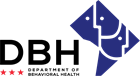 DBH
DEPARTMENT OF
BEHAVIORAL HEALTH